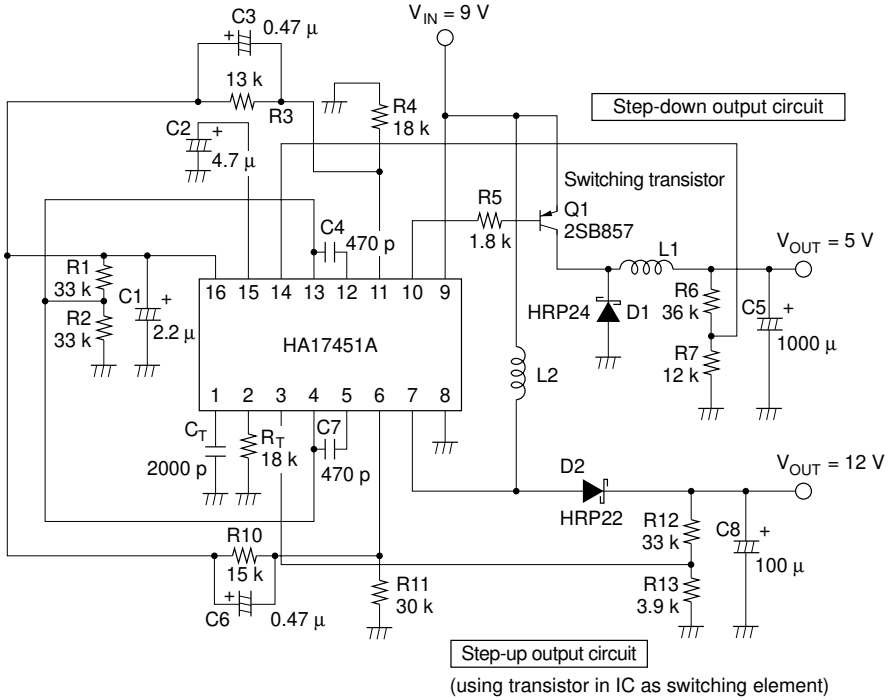 C3
+ 0.47 μ
V_IN = 9 V
13 k
R3
R4
18 k
Step-down output circuit
C2 +
4.7 μ
Switching transistor
R5
1.8 k
Q1
2SB857
C4
470 p
L1
V_OUT = 5 V
R1
33 k
C1 +
2.2 μ
R2
33 k
16 15 14 13 12 11 10 9
HA17451A
1 2 3 4 5 6 7 8
HRP24 D1
R6
36 k
C5 +
1000 μ
R7
12 k
L2
C_T
2000 p
R_T
18 k
C7
470 p
D2
HRP22
V_OUT = 12 V
R12
33 k
C8 +
100 μ
R10
15 k
R11
30 k
R13
3.9 k
+
C6 0.47 μ
Step-up output circuit
(using transistor in IC as switching element)